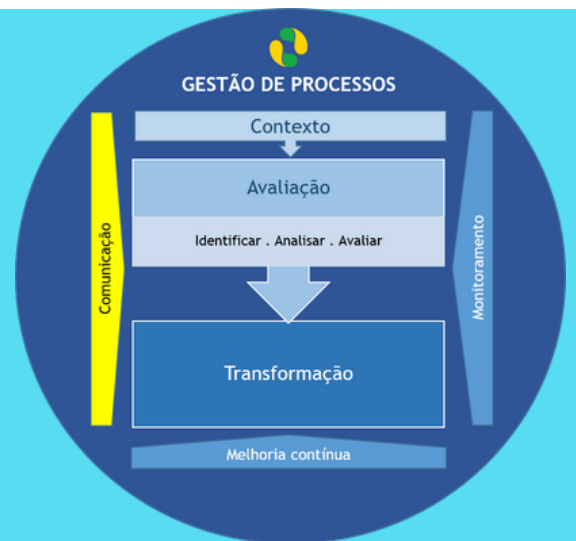 GESTÃO DE PROCESSOS
Contexto
Avaliação
Identificar . Analisar . Avaliar
Comunicação
Monitoramento
Transformação
Melhoria contínua